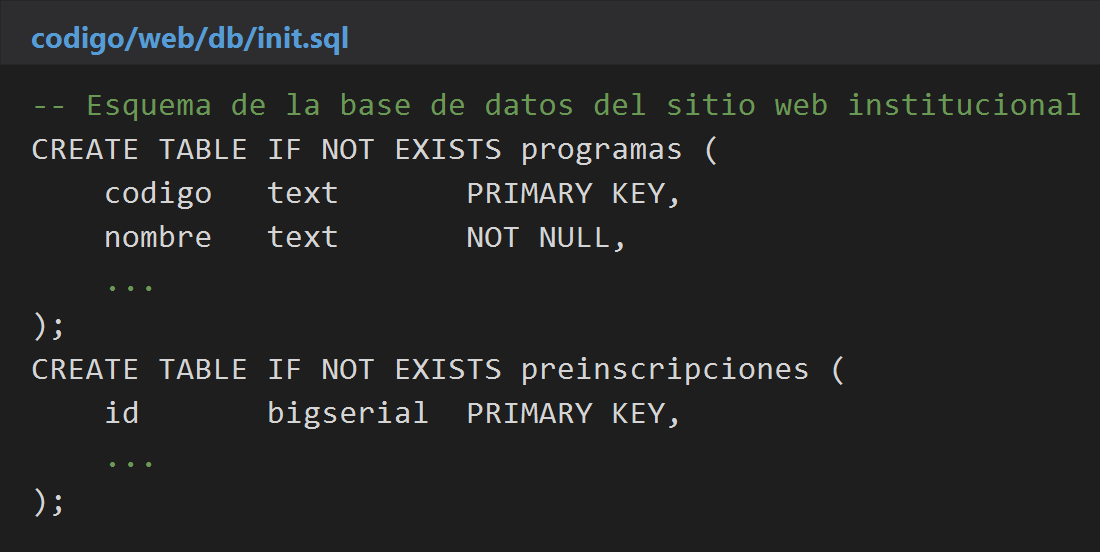 codigo/web/db/init.sql
-- Esquema de la base de datos del sitio web institucional
CREATE TABLE IF NOT EXISTS programas (
    codigo   text       PRIMARY KEY,
    nombre   text       NOT NULL,
    ...
);
CREATE TABLE IF NOT EXISTS preinscripciones (
    id       bigserial  PRIMARY KEY,
    ...
);